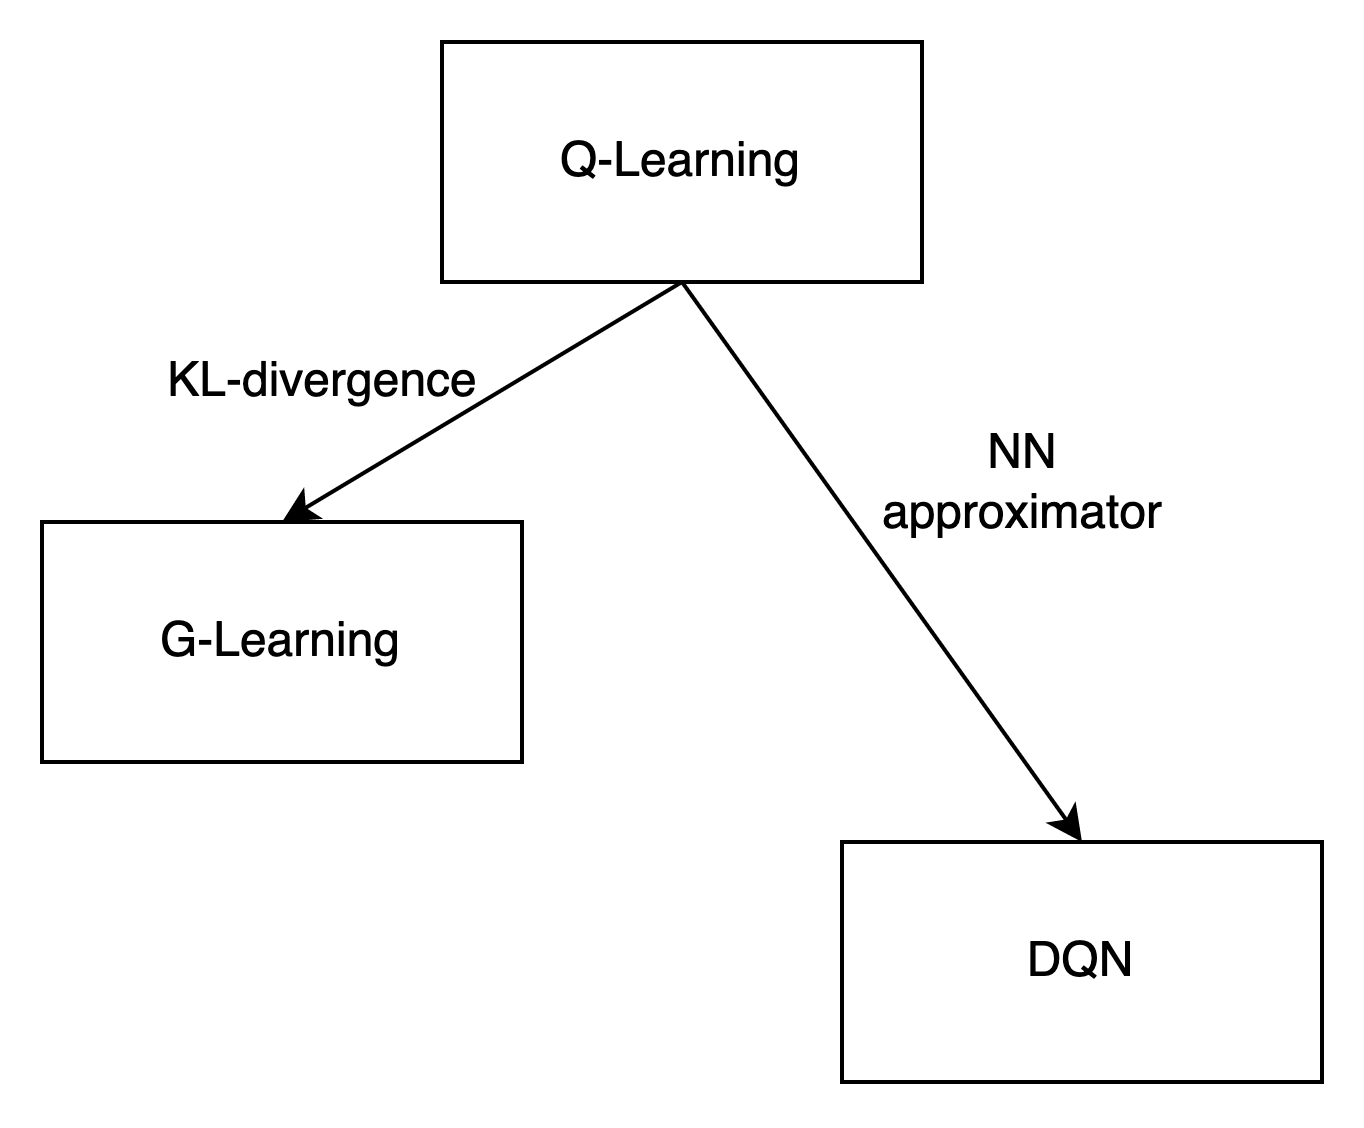 Q-Learning
KL-divergence
NN
approximator
G-Learning
DQN